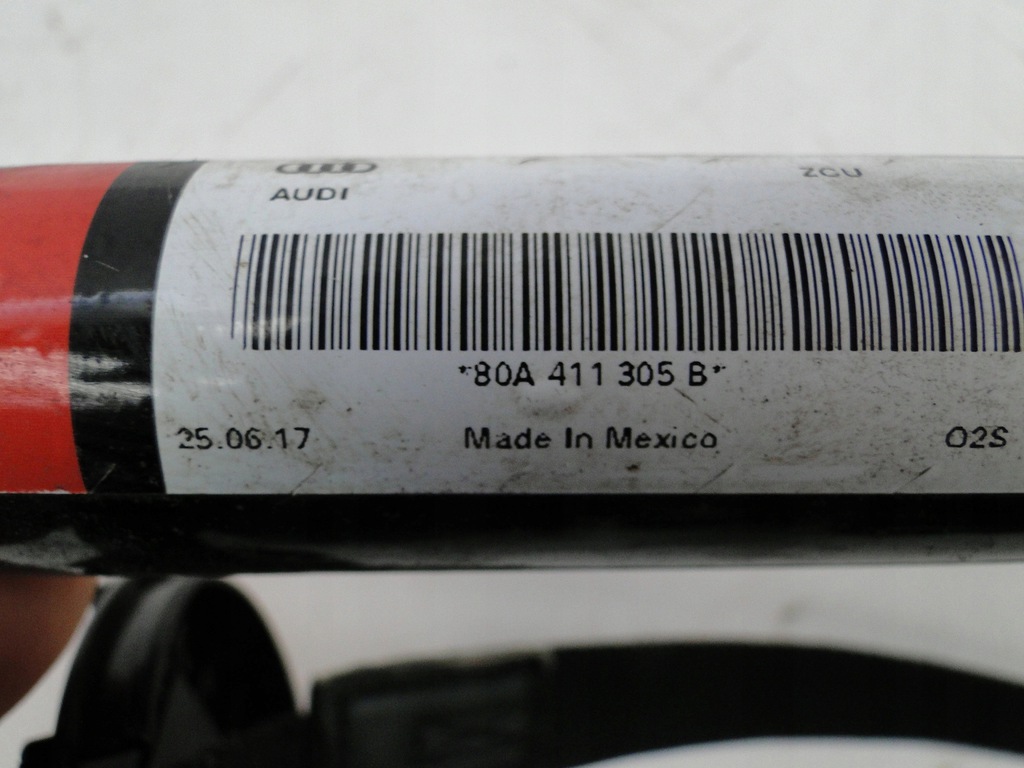 AUDI ZCU
*80A 411 305 B*
25.06.17 Made In Mexico O2S